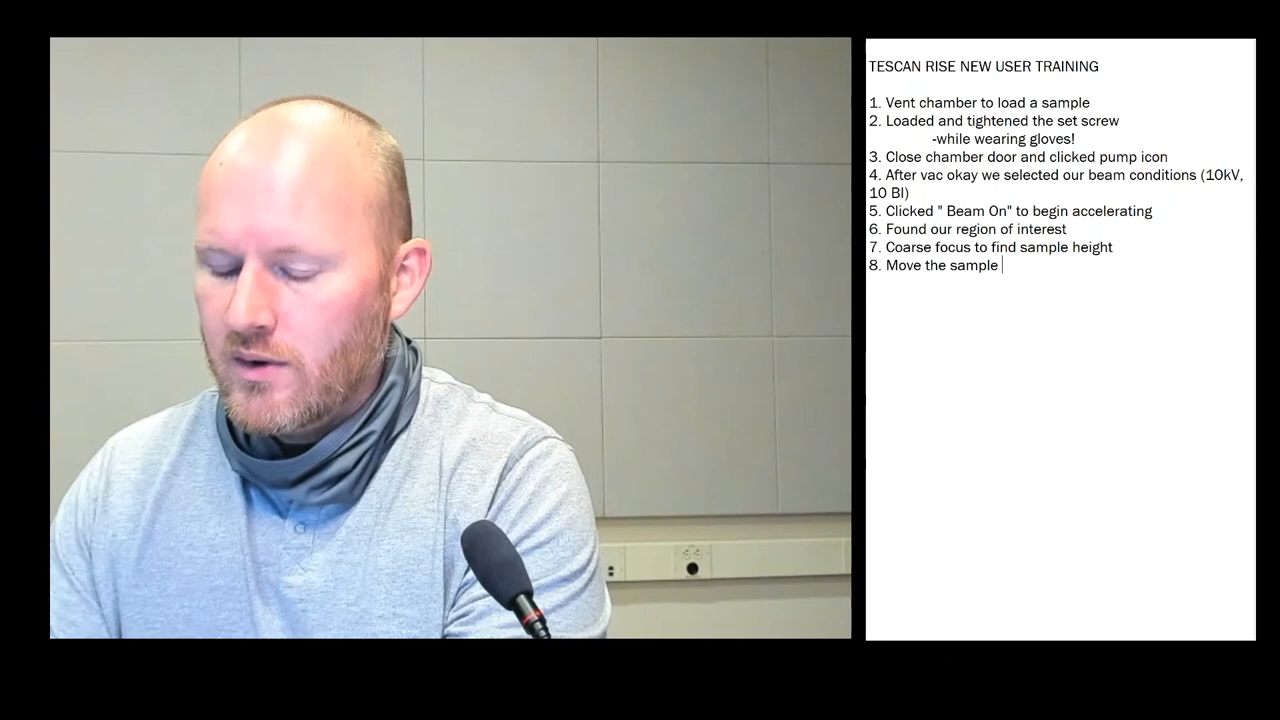 TESCAN RISE NEW USER TRAINING
1. Vent chamber to load a sample
2. Loaded and tightened the set screw
-while wearing gloves!
3. Close chamber door and clicked pump icon
4. After vac okay we selected our beam conditions (10kV,
10 BI)
5. Clicked " Beam On" to begin accelerating
6. Found our region of interest
7. Coarse focus to find sample height
8. Move the sample